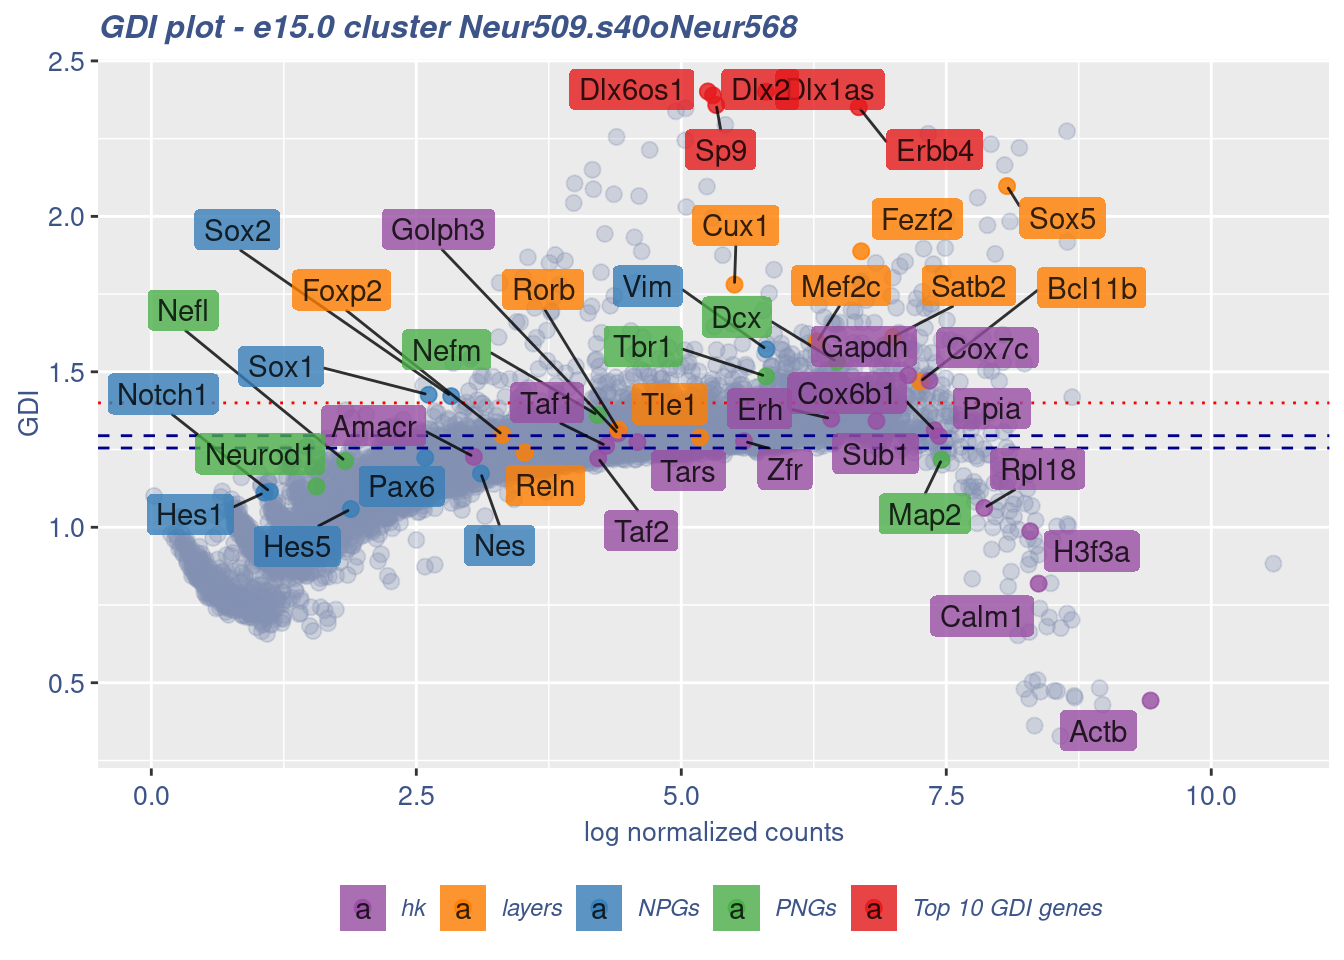 GDI plot - e15.0 cluster Neur509.s40oNeur568
2.5
2.0
1.5
1.0
0.5
GDI
Dlx6os1
Dlx2
Dlx1as
Sp9
Erbb4
Sox2
Golph3
Cux1
Fezf2
Sox5
Foxp2
Rorb
Vim
Mef2c
Satb2
Bcl11b
Nefl
Dcx
Nefm
Tbr1
Gapdh
Cox7c
Sox1
Notch1
Taf1
Tle1
Erh
Cox6b1
Ppia
Amacr
Neurod1
Pax6
Reln
Tars
Zfr
Sub1
Rpl18
Hes1
Hes5
Nes
Taf2
Map2
H3f3a
Calm1
Actb
0.0
2.5
5.0
7.5
10.0
log normalized counts
a hk a layers a NPGs a PNGs a Top 10 GDI genes